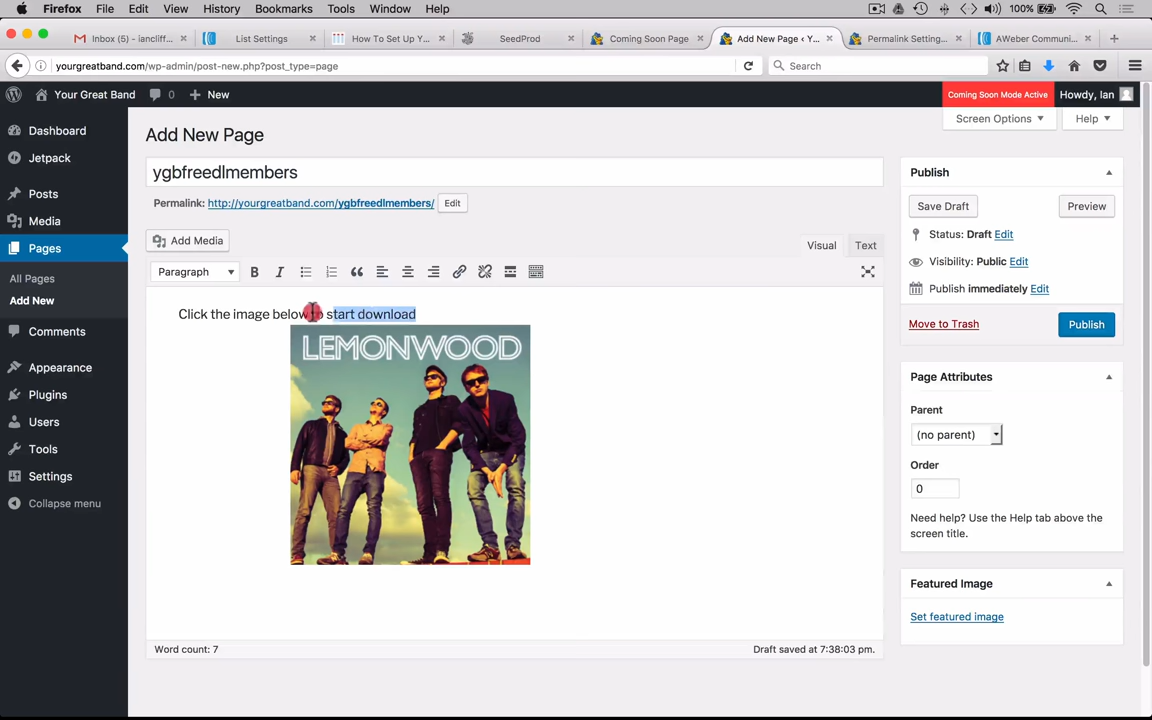 Firefox File Edit View History Bookmarks Tools Window Help 100%
Inbox (5) - iancliff... List Settings How To Set Up Y... SeedProd Coming Soon Page Add New Page ‹ Y... Permalink Setting... AWeber Communi...
yourgreatband.com/wp-admin/post-new.php?post_type=page Search
Your Great Band 0 New Coming Soon Mode Active Howdy, Ian
Screen Options Help
Dashboard
Jetpack
Posts
Media
Pages
All Pages
Add New
Comments
Appearance
Plugins
Users
Tools
Settings
Collapse menu
Add New Page
ygbfreedlmembers
Permalink: http://yourgreatband.com/ygbfreedlmembers/ Edit
Add Media Visual Text
Paragraph B I
Click the image below to start download
LEMONWOOD
Word count: 7 Draft saved at 7:38:03 pm.
Publish
Save Draft Preview
Status: Draft Edit
Visibility: Public Edit
Publish immediately Edit
Move to Trash Publish
Page Attributes
Parent
(no parent)
Order
0
Need help? Use the Help tab above the
screen title.
Featured Image
Set featured image